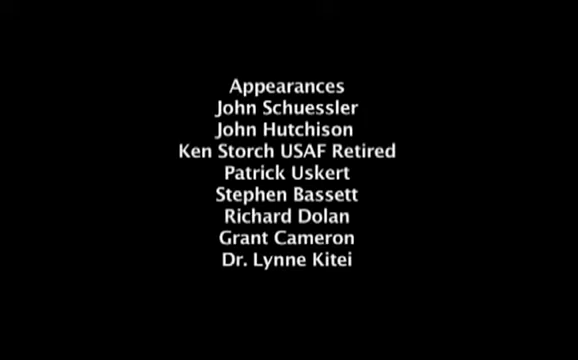 Appearances
John Schuessler
John Hutchison
Ken Storch USAF Retired
Patrick Uskert
Stephen Bassett
Richard Dolan
Grant Cameron
Dr. Lynne Kitei